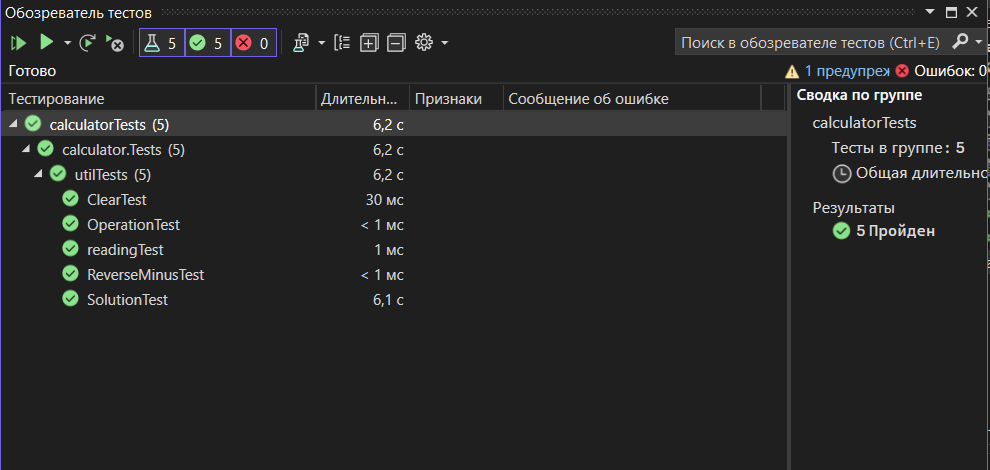 Обозреватель тестов
5 5 0
Поиск в обозревателе тестов (Ctrl+E)
Готово
1 предупреж Ошибок: 0
Тестирование Длительн... Признаки Сообщение об ошибке
calculatorTests (5) 6,2 с
calculator.Tests (5) 6,2 с
utilTests (5) 6,2 с
ClearTest 30 мс
OperationTest < 1 мс
readingTest 1 мс
ReverseMinusTest < 1 мс
SolutionTest 6,1 с
Сводка по группе
calculatorTests
Тесты в группе: 5
Общая длительно
Результаты
5 Пройден